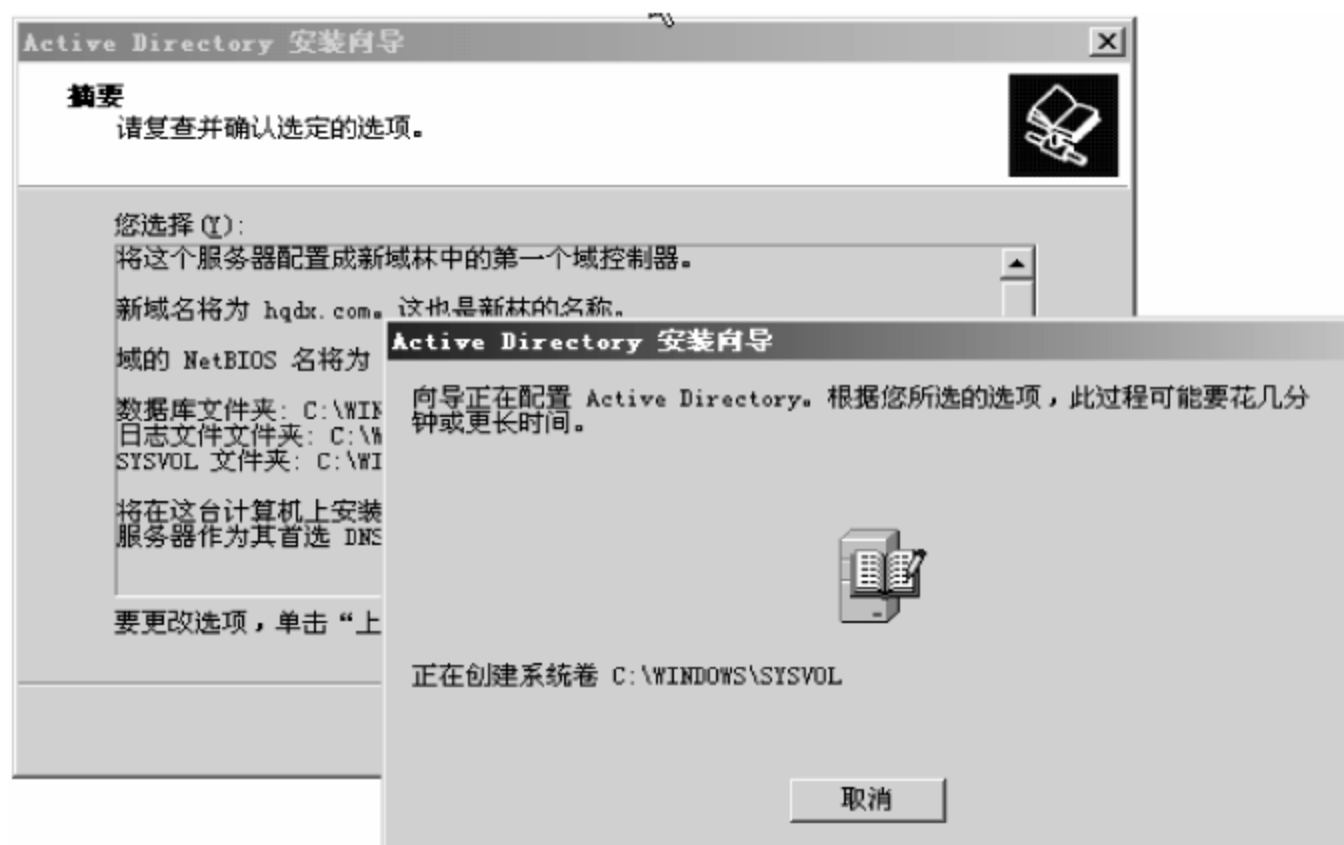 Active Directory 安装向导
摘要
请复查并确认选定的选项。
您选择(Y):
将这个服务器配置成新域林中的第一个域控制器。
新域名将为 hqdx.com。这也是新林的名称。
域的 NetBIOS 名将为
数据库文件夹: C:\WIN
日志文件文件夹: C:\W
SYSVOL 文件夹: C:\WI
将在这台计算机上安装
服务器作为其首选 DNS
要更改选项，单击“上
Active Directory 安装向导
向导正在配置 Active Directory。根据您所选的选项，此过程可能要花几分
钟或更长时间。
正在创建系统卷 C:\WINDOWS\SYSVOL
取消